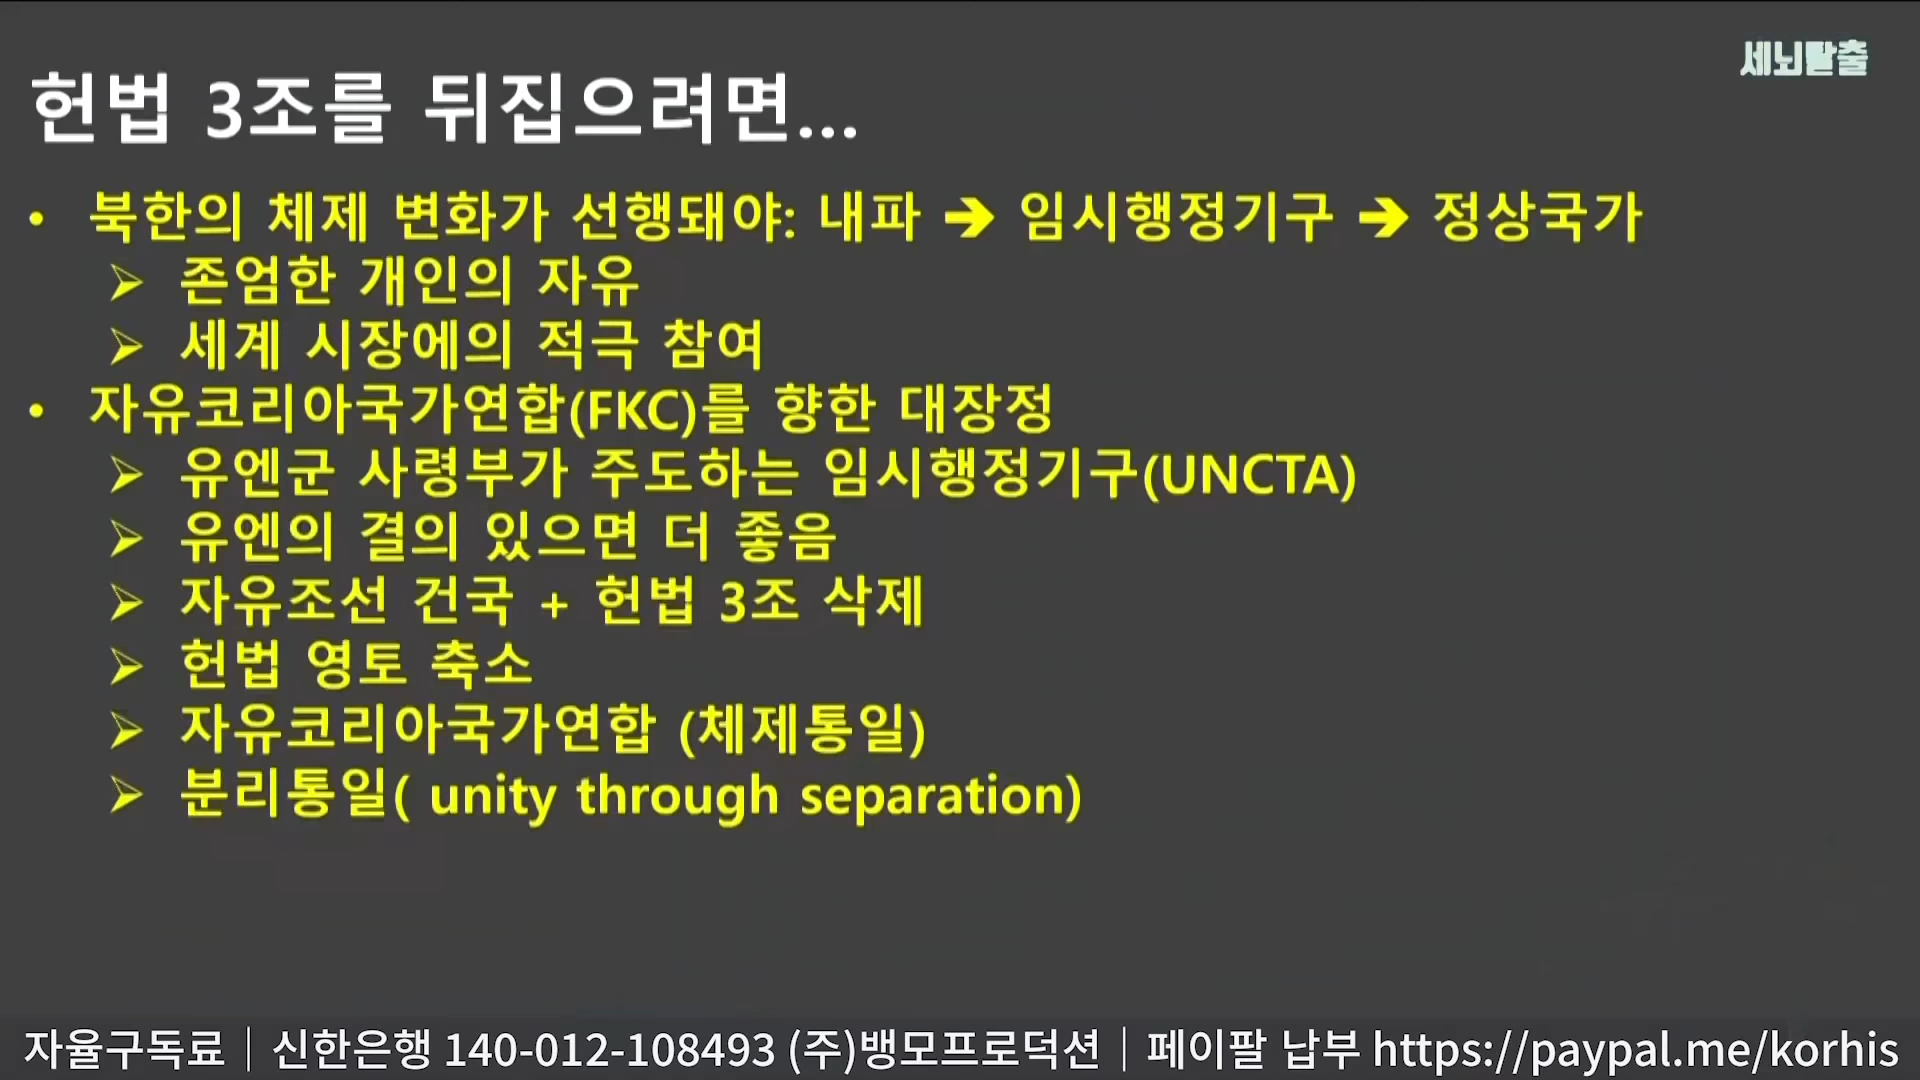 세뇌탈출
헌법 3조를 뒤집으려면...
• 북한의 체제 변화가 선행돼야: 내파 ➔ 임시행정기구 ➔ 정상국가
➢ 존엄한 개인의 자유
➢ 세계 시장에의 적극 참여
• 자유코리아국가연합(FKC)를 향한 대장정
➢ 유엔군 사령부가 주도하는 임시행정기구(UNCTA)
➢ 유엔의 결의 있으면 더 좋음
➢ 자유조선 건국 + 헌법 3조 삭제
➢ 헌법 영토 축소
➢ 자유코리아국가연합 (체제통일)
➢ 분리통일( unity through separation)
자율구독료│신한은행 140-012-108493 (주)뱅모프로덕션│페이팔 납부 https://paypal.me/korhis